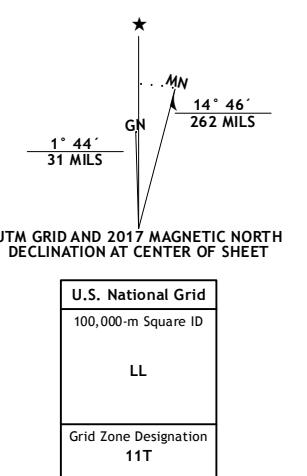 ★
MN
GN
14° 46´
262 MILS
1° 44´
31 MILS
UTM GRID AND 2017 MAGNETIC NORTH
DECLINATION AT CENTER OF SHEET
U.S. National Grid
100,000-m Square ID
LL
Grid Zone Designation
11T